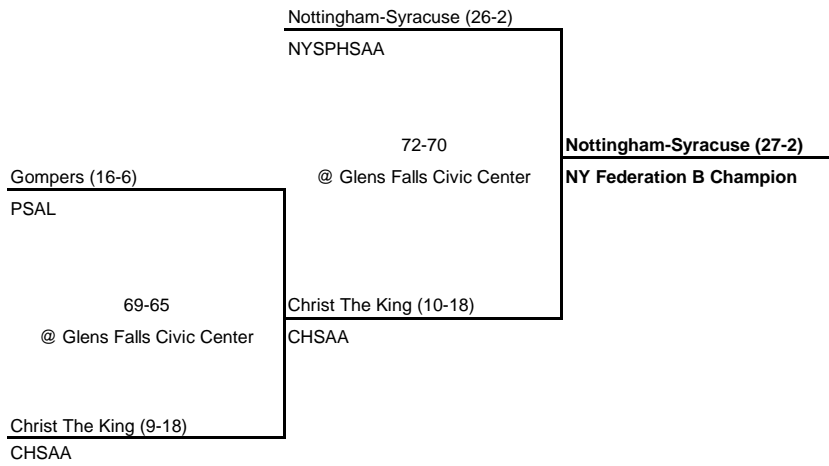 Nottingham-Syracuse (26-2)
NYSPHSAA
72-70
Nottingham-Syracuse (27-2)
Gompers (16-6)
@ Glens Falls Civic Center
NY Federation B Champion
PSAL
69-65
Christ The King (10-18)
@ Glens Falls Civic Center
CHSAA
Christ The King (9-18)
CHSAA